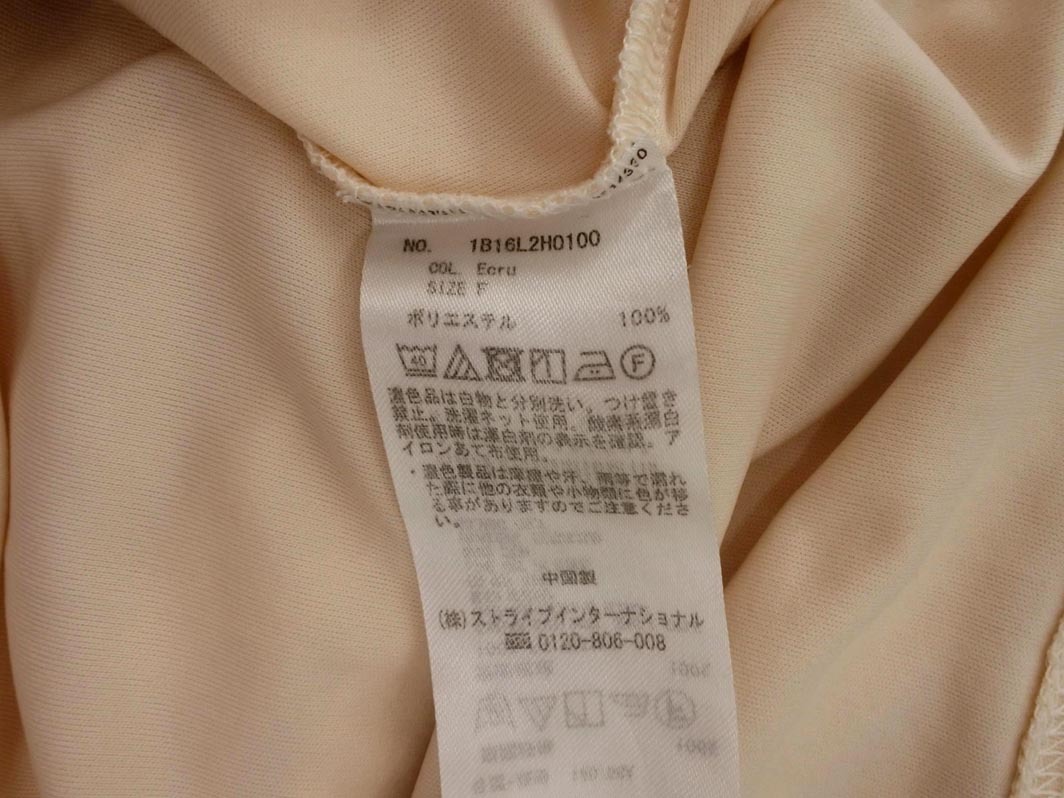 NO. 1B16L2H0100
COL. Ecru
SIZE F
ポリエステル 100%
40 F
濃色品は白物と分別洗い。つけ置き
禁止。洗濯ネット使用。酸素系漂白
剤使用時は漂白剤の表示を確認。ア
イロンあて布使用。
・濃色製品は摩擦や汗、雨等で濡れ
た際に他の衣類や小物類に色が移
る事がありますのでご注意くださ
い。
中国製
(株)ストライプインターナショナル
0120-806-008